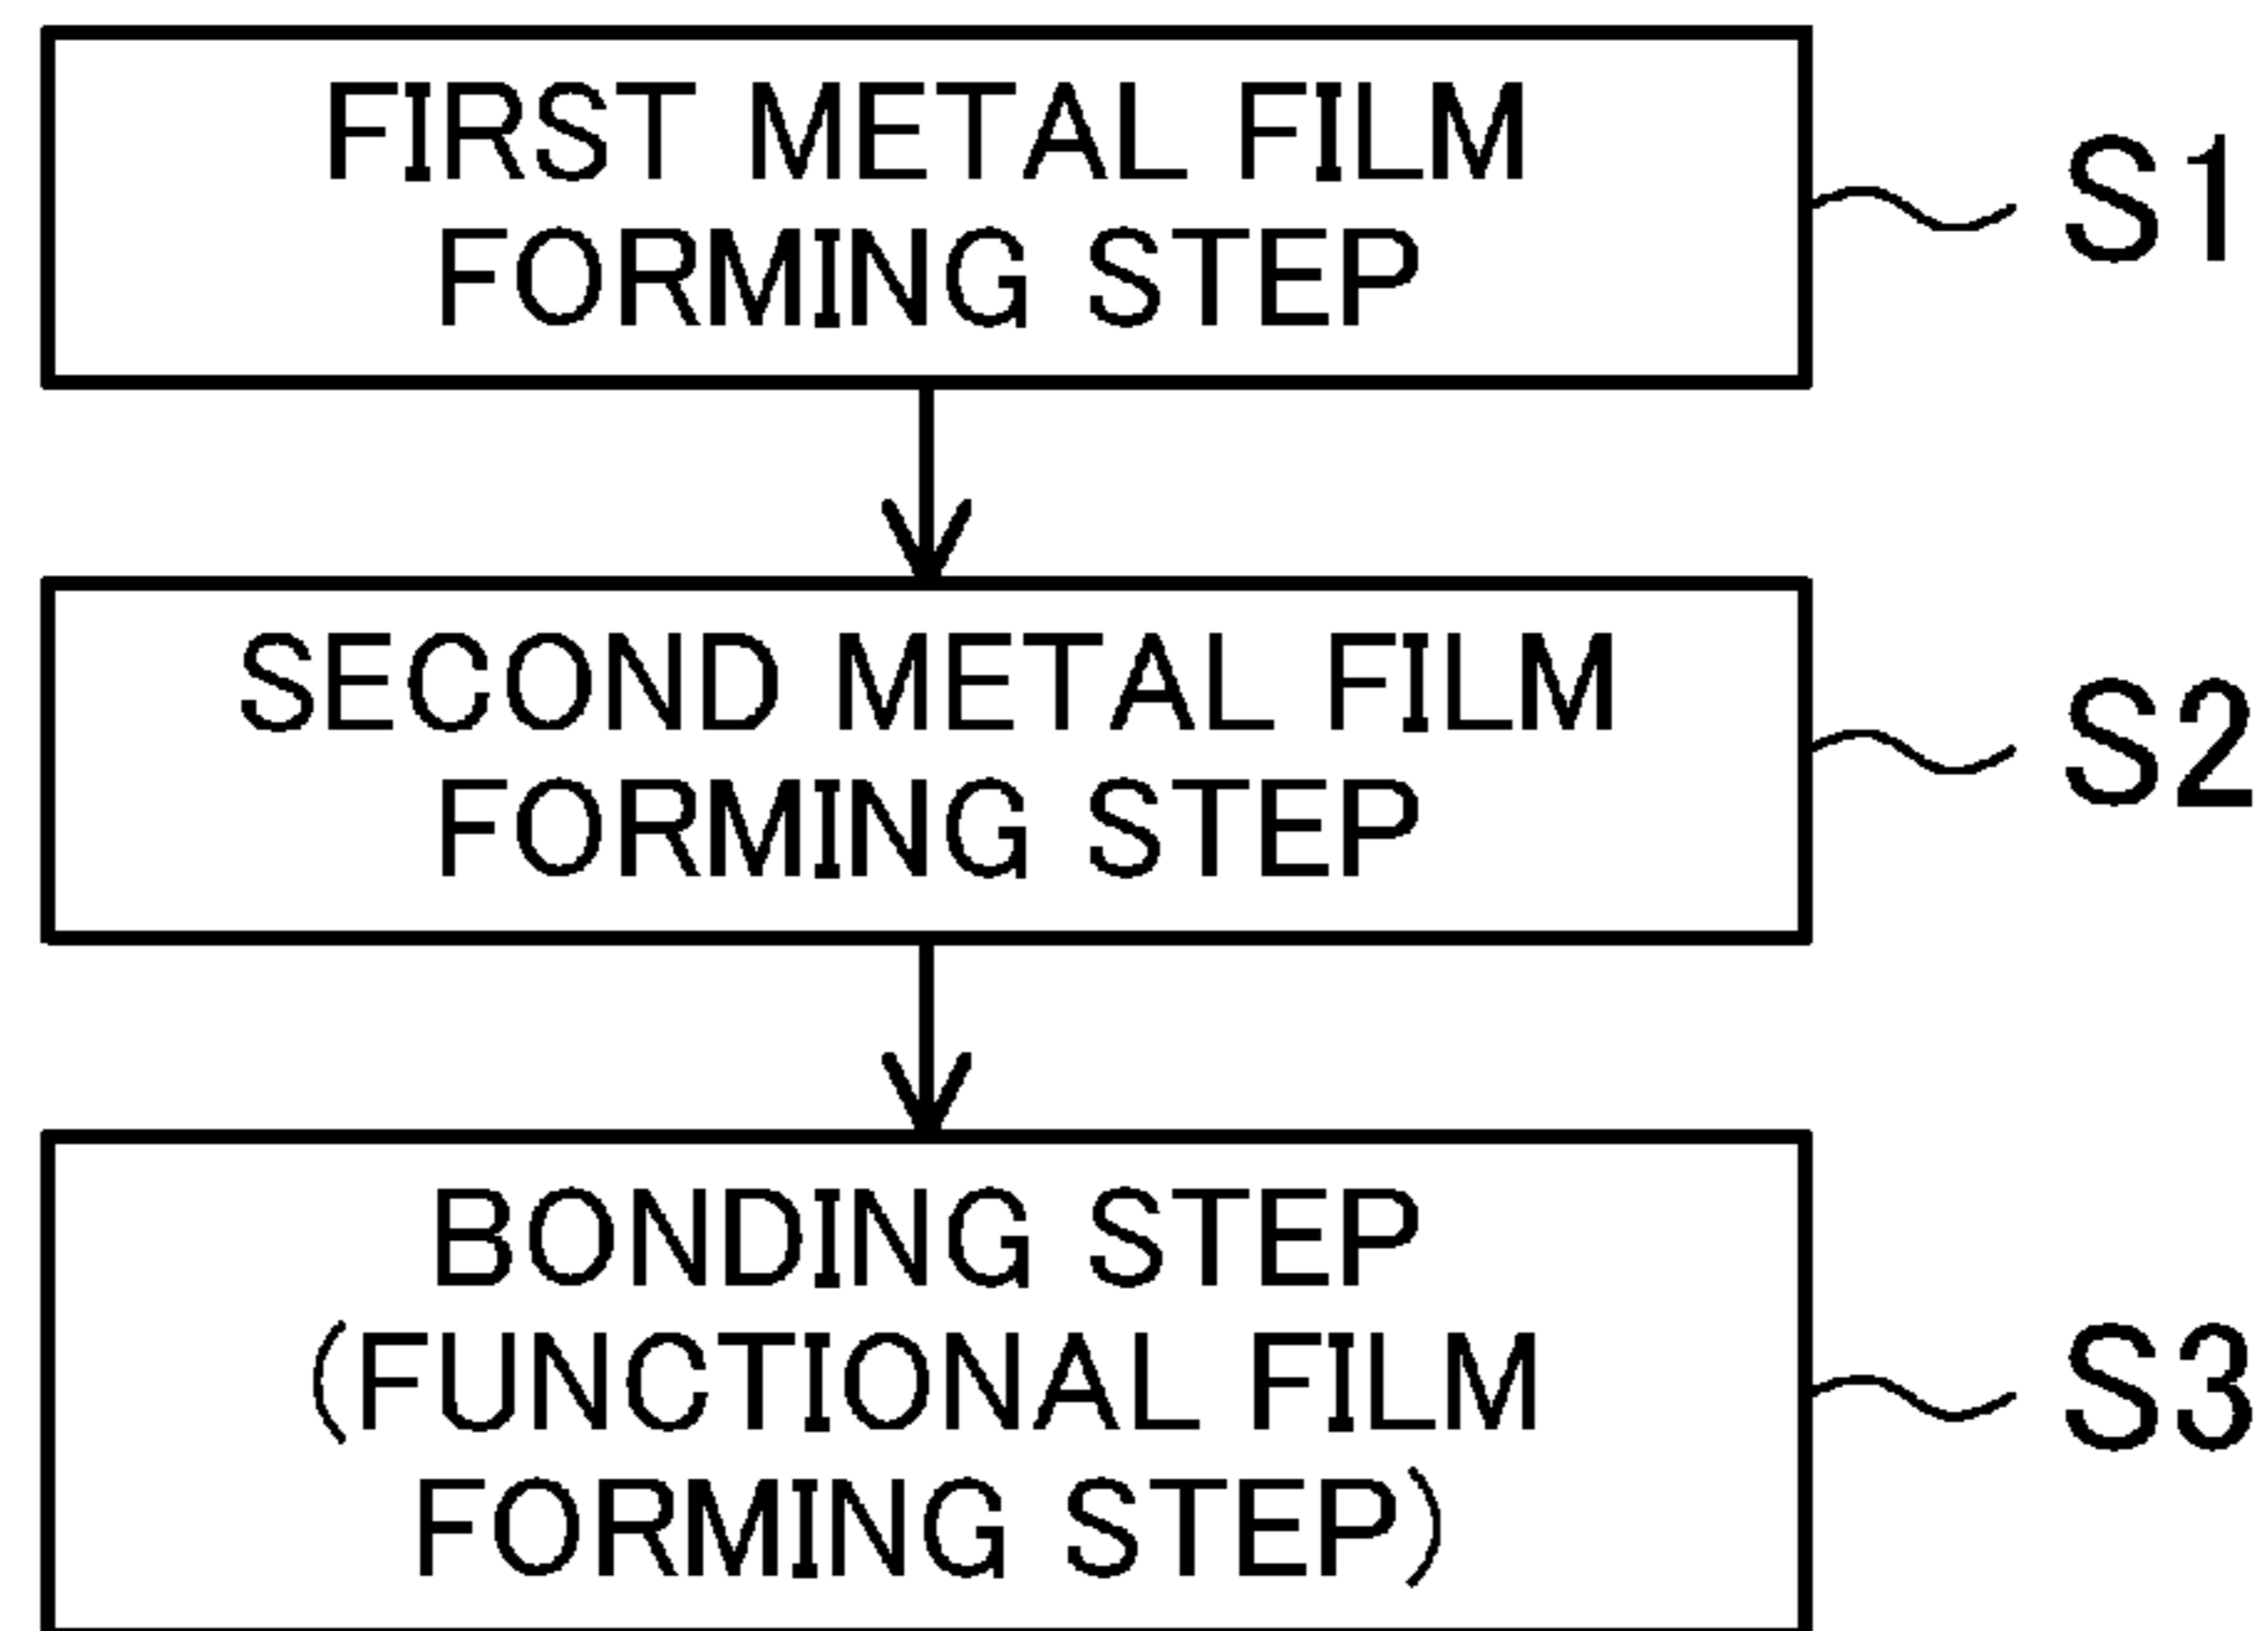 FIRST METAL FILM
FORMING STEP
S1
SECOND METAL FILM
FORMING STEP
S2
BONDING STEP
(FUNCTIONAL FILM
FORMING STEP)
S3